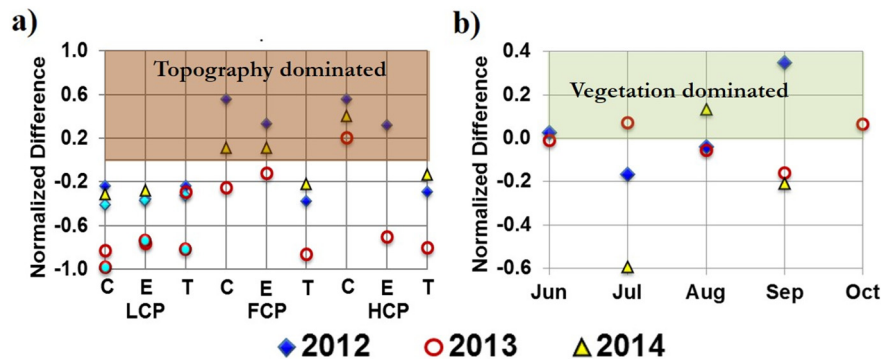 a)
Normalized Difference
1.0
0.6
0.2
-0.2
-0.6
-1.0
Topography dominated
C E T C E T C E T
LCP FCP HCP
b)
Normalized Difference
0.4
0.2
0.0
-0.2
-0.4
-0.6
Vegetation dominated
Jun Jul Aug Sep Oct
2012 2013 2014